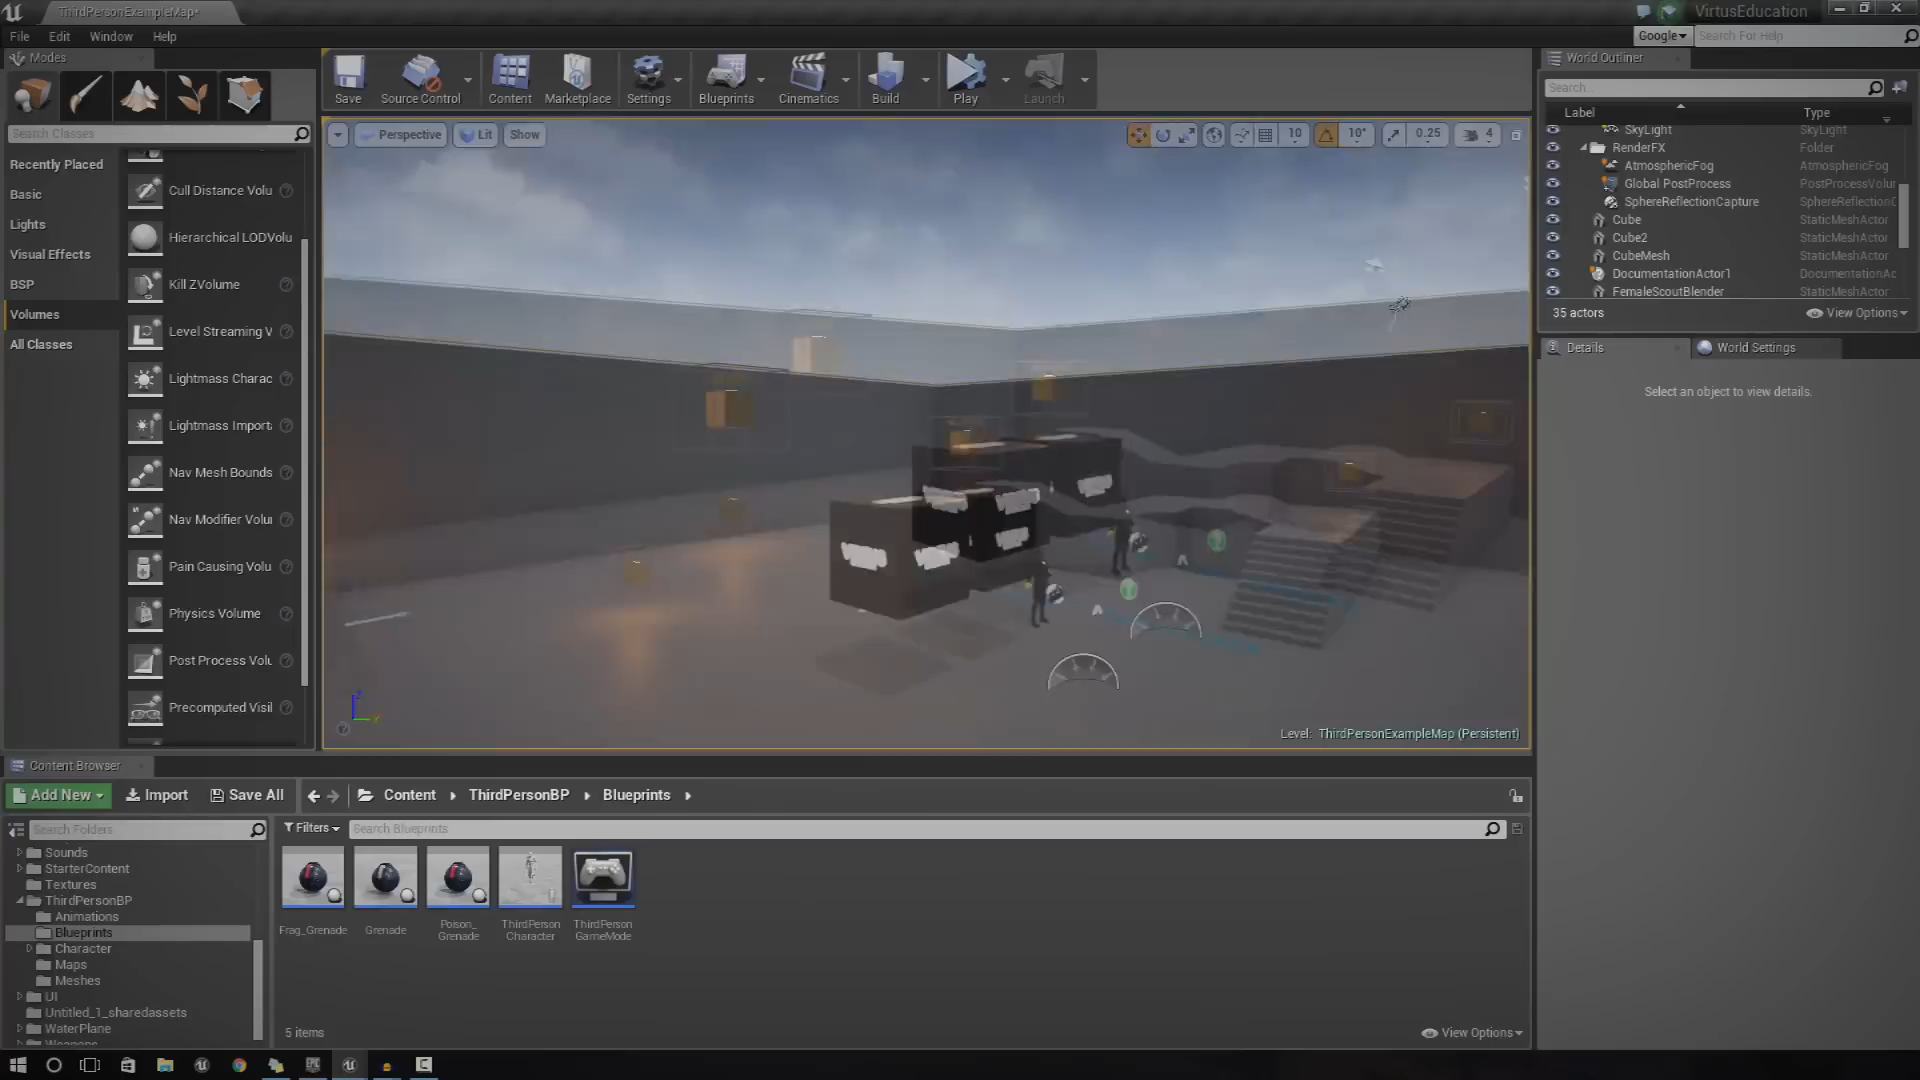 ThirdPersonExampleMap*
VirtusEducation
File Edit Window Help
Google
Search For Help
Modes
Search Classes
Recently Placed
Basic
Lights
Visual Effects
BSP
Volumes
All Classes
Cull Distance Volu
Hierarchical LODVolu
Kill ZVolume
Level Streaming V
Lightmass Charac
Lightmass Import
Nav Mesh Bounds
Nav Modifier Volu
Pain Causing Volu
Physics Volume
Post Process Volu
Precomputed Visil
Save
Source Control
Content
Marketplace
Settings
Blueprints
Cinematics
Build
Play
Launch
Perspective
Lit
Show
10
10°
0.25
4
Level: ThirdPersonExampleMap (Persistent)
World Outliner
Search...
Label Type
SkyLight SkyLight
RenderFX Folder
AtmosphericFog AtmosphericFog
Global PostProcess PostProcessVolu
SphereReflectionCapture SphereReflectionC
Cube StaticMeshActor
Cube2 StaticMeshActor
CubeMesh StaticMeshActor
DocumentationActor1 DocumentationAc
FemaleScoutBlender StaticMeshActor
35 actors
View Options
Details
World Settings
Select an object to view details.
Content Browser
Add New
Import
Save All
Content
ThirdPersonBP
Blueprints
Search Folders
Filters
Search Blueprints
Sounds
StarterContent
Textures
ThirdPersonBP
Animations
Blueprints
Character
Maps
Meshes
UI
Untitled_1_sharedassets
WaterPlane
Weapons
Frag_Grenade
Grenade
Poison_
Grenade
ThirdPerson
Character
ThirdPerson
GameMode
5 items
View Options